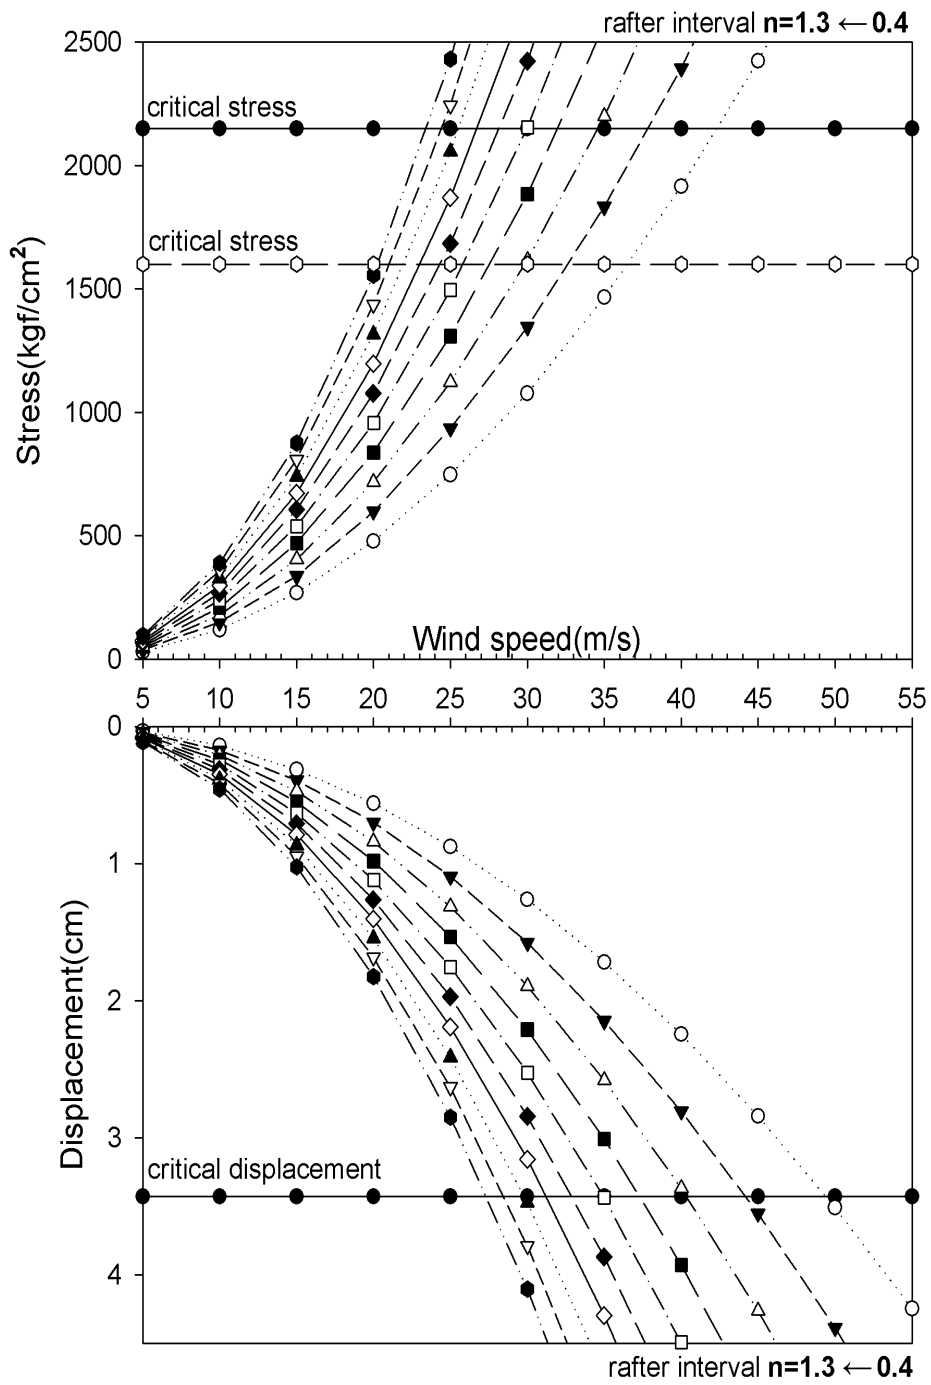 rafter interval n=1.3 ← 0.4
2500
critical stress
2000
critical stress
1500
Stress(kgf/cm²)
1000
500
Wind speed(m/s)
0
5 10 15 20 25 30 35 40 45 50 55
0
1
Displacement(cm)
2
3
critical displacement
4
rafter interval n=1.3 ← 0.4